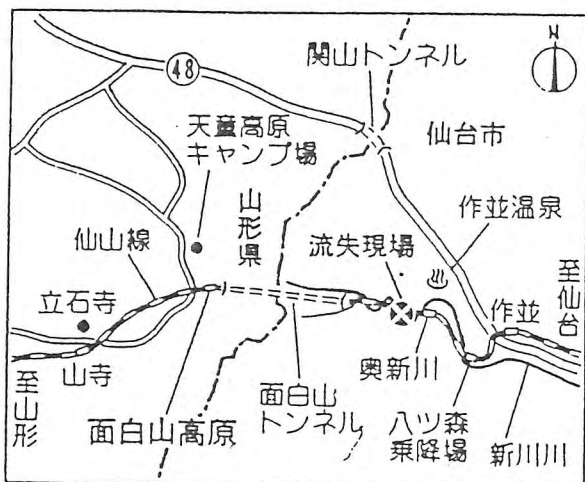 N
関山トンネル
48
天童高原
キャンプ場
仙台市
山形県
作並温泉
仙山線
流失現場
至仙台
立石寺
作並
山寺
奥新川
至山形
面白山高原
面白山
トンネル
八ツ森
乗降場
新川川